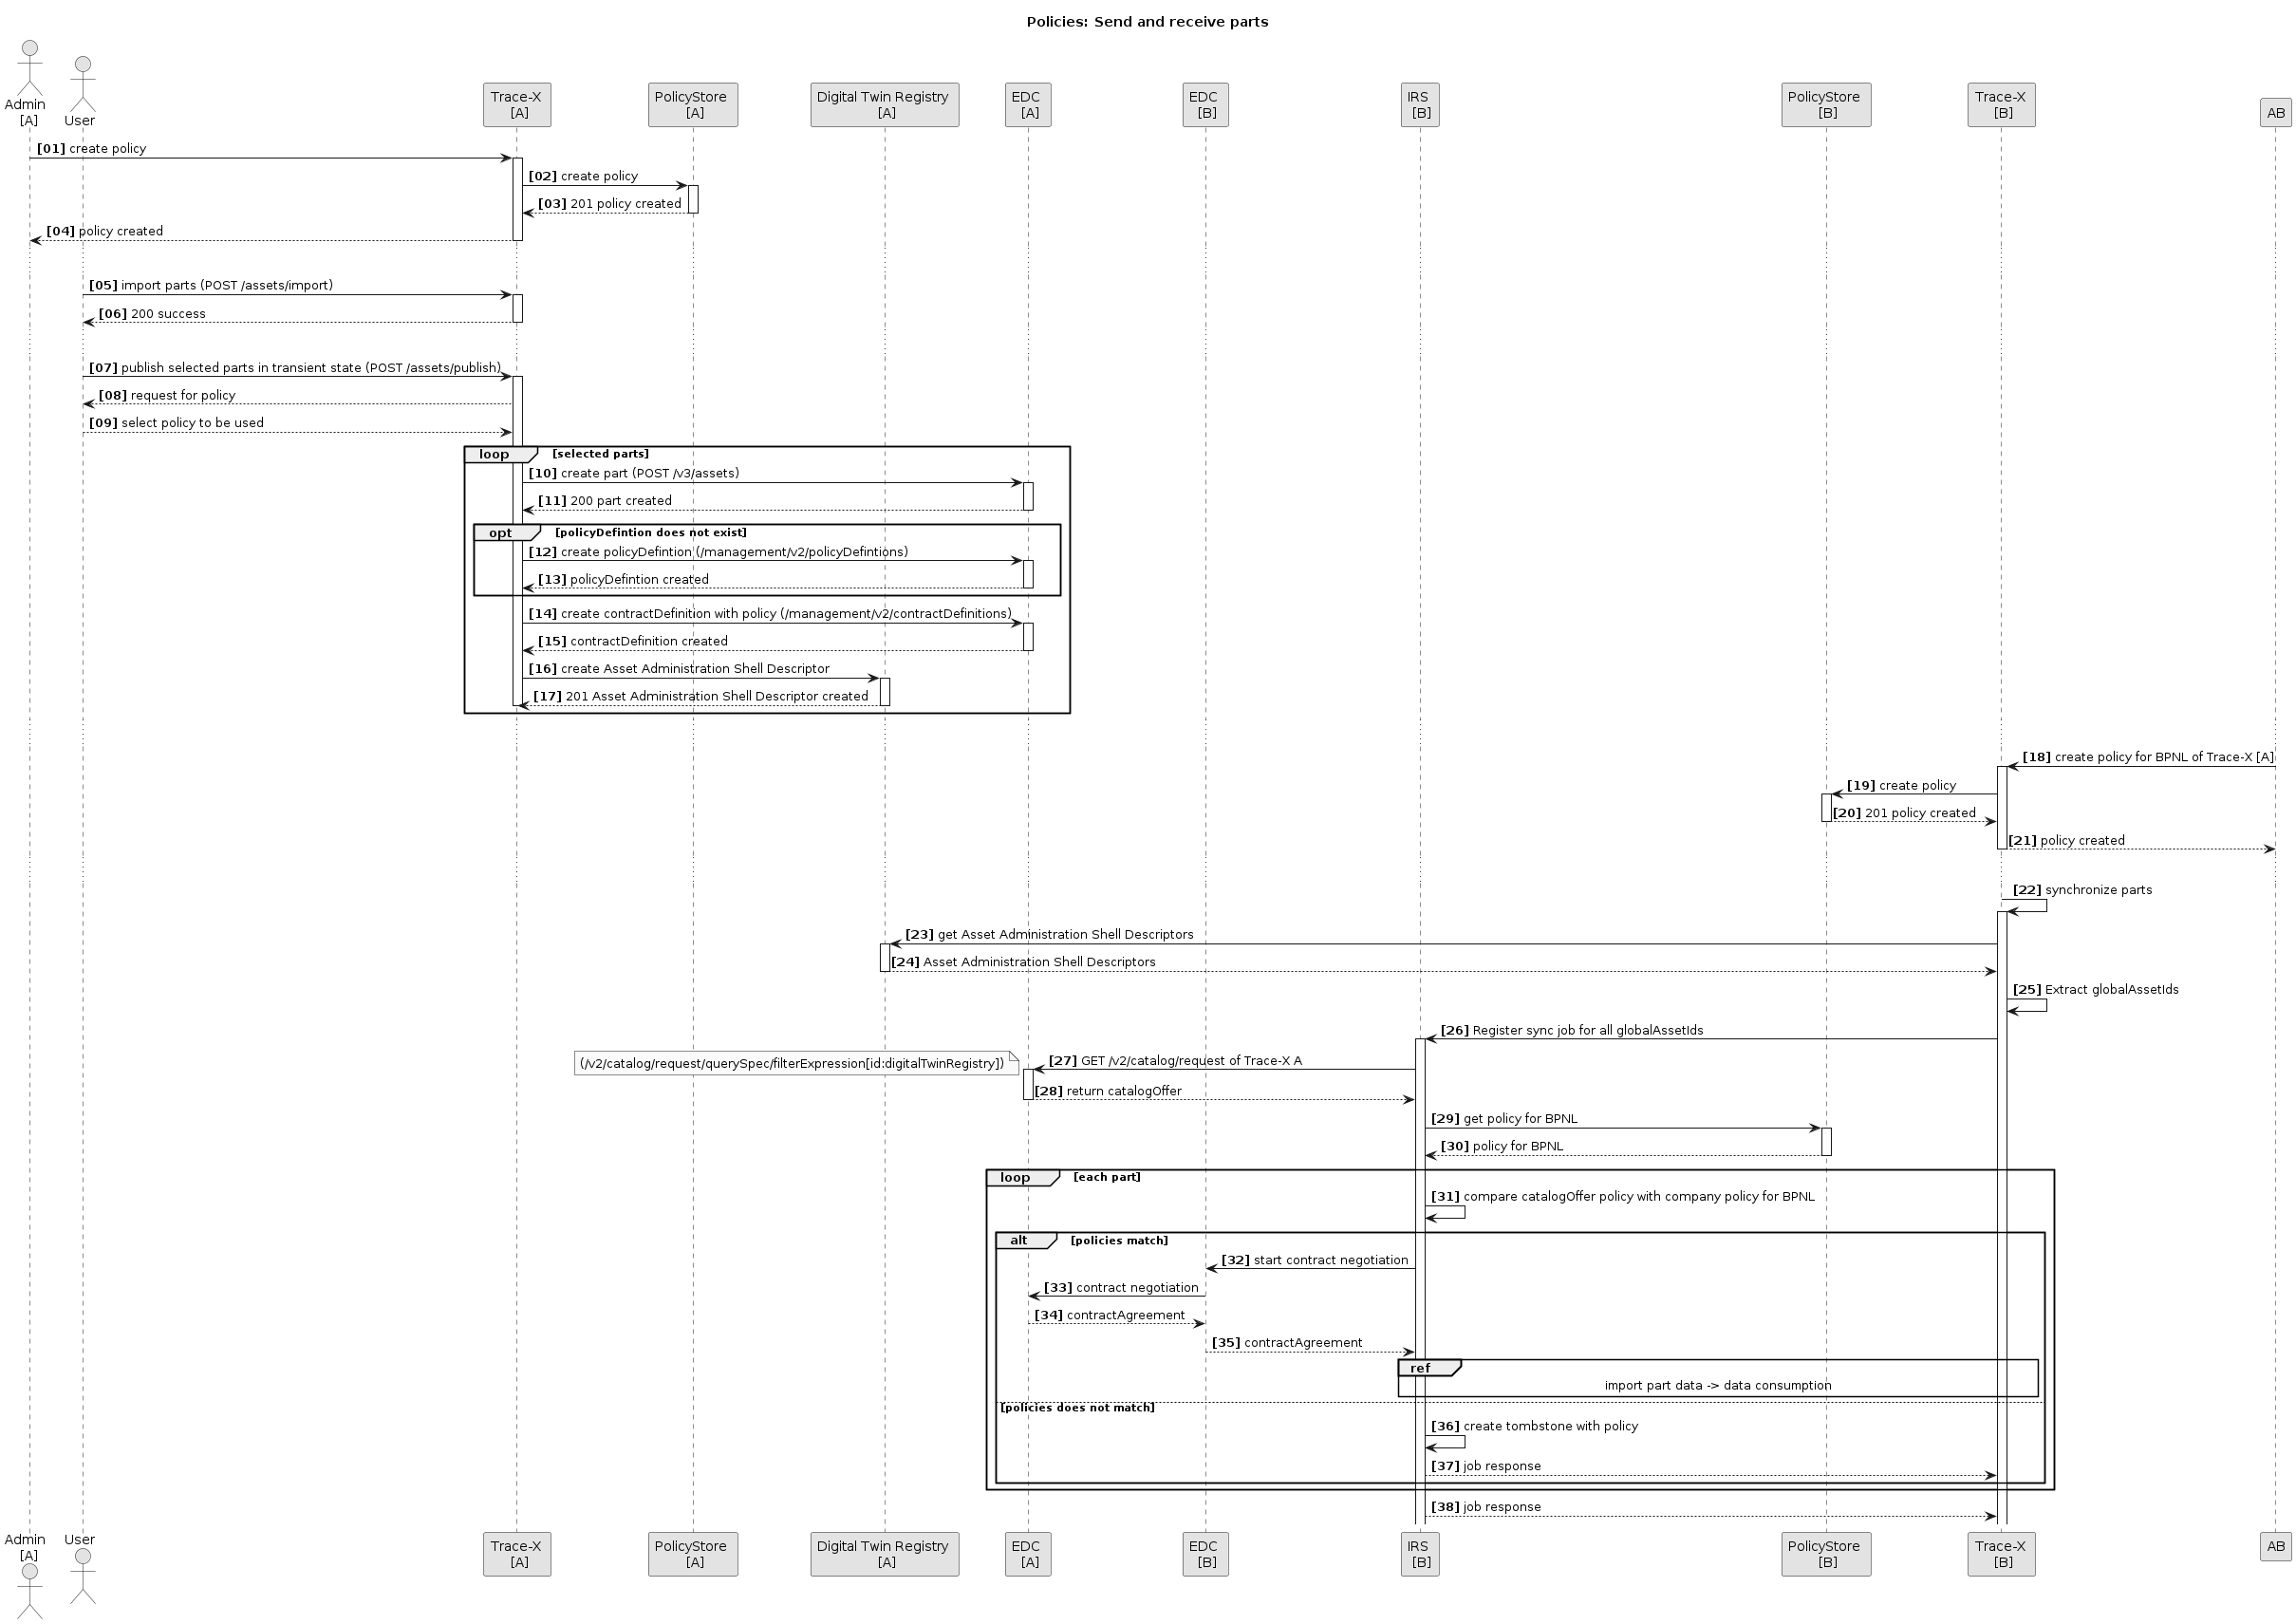 Policies: Send and receive parts
Admin
[A]
User
Trace-X
[A]
PolicyStore
[A]
Digital Twin Registry
[A]
EDC
[A]
EDC
[B]
IRS
[B]
PolicyStore
[B]
Trace-X
[B]
AB
[01] create policy
[02] create policy
[03] 201 policy created
[04] policy created
[05] import parts (POST /assets/import)
[06] 200 success
[07] publish selected parts in transient state (POST /assets/publish)
[08] request for policy
[09] select policy to be used
loop [selected parts]
[10] create part (POST /v3/assets)
[11] 200 part created
opt [policyDefintion does not exist]
[12] create policyDefintion (/management/v2/policyDefintions)
[13] policyDefintion created
[14] create contractDefinition with policy (/management/v2/contractDefinitions)
[15] contractDefinition created
[16] create Asset Administration Shell Descriptor
[17] 201 Asset Administration Shell Descriptor created
[18] create policy for BPNL of Trace-X [A]
[19] create policy
[20] 201 policy created
[21] policy created
[22] synchronize parts
[23] get Asset Administration Shell Descriptors
[24] Asset Administration Shell Descriptors
[25] Extract globalAssetIds
[26] Register sync job for all globalAssetIds
(/v2/catalog/request/querySpec/filterExpression[id:digitalTwinRegistry])
[27] GET /v2/catalog/request of Trace-X A
[28] return catalogOffer
[29] get policy for BPNL
[30] policy for BPNL
loop [each part]
[31] compare catalogOffer policy with company policy for BPNL
alt [policies match]
[32] start contract negotiation
[33] contract negotiation
[34] contractAgreement
[35] contractAgreement
ref
import part data -> data consumption
[policies does not match]
[36] create tombstone with policy
[37] job response
[38] job response
Admin
[A]
User
Trace-X
[A]
PolicyStore
[A]
Digital Twin Registry
[A]
EDC
[A]
EDC
[B]
IRS
[B]
PolicyStore
[B]
Trace-X
[B]
AB